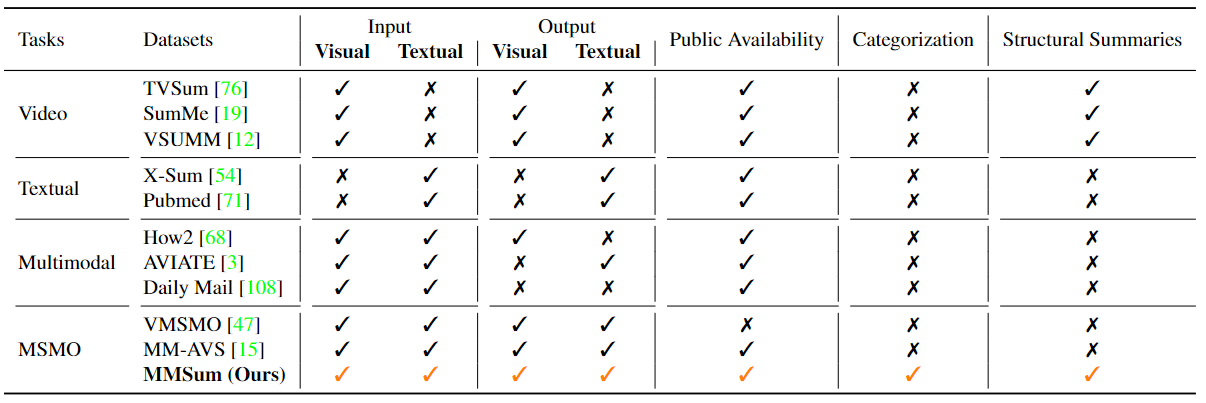 Tasks Datasets Input Output Public Availability Categorization Structural Summaries
Visual Textual Visual Textual
Video TVSum [76] ✓ ✗ ✓ ✗ ✓ ✗ ✓
SumMe [19] ✓ ✗ ✓ ✗ ✓ ✗ ✓
VSUMM [12] ✓ ✗ ✓ ✗ ✓ ✗ ✓
Textual X-Sum [54] ✗ ✓ ✗ ✓ ✓ ✗ ✗
Pubmed [71] ✗ ✓ ✗ ✓ ✓ ✗ ✗
Multimodal How2 [68] ✓ ✓ ✓ ✗ ✓ ✗ ✗
AVIATE [3] ✓ ✓ ✗ ✓ ✓ ✗ ✗
Daily Mail [108] ✓ ✓ ✗ ✗ ✓ ✗ ✗
MSMO VMSMO [47] ✓ ✓ ✓ ✓ ✗ ✗ ✗
MM-AVS [15] ✓ ✓ ✓ ✓ ✓ ✗ ✗
MMSum (Ours) ✓ ✓ ✓ ✓ ✓ ✓ ✓